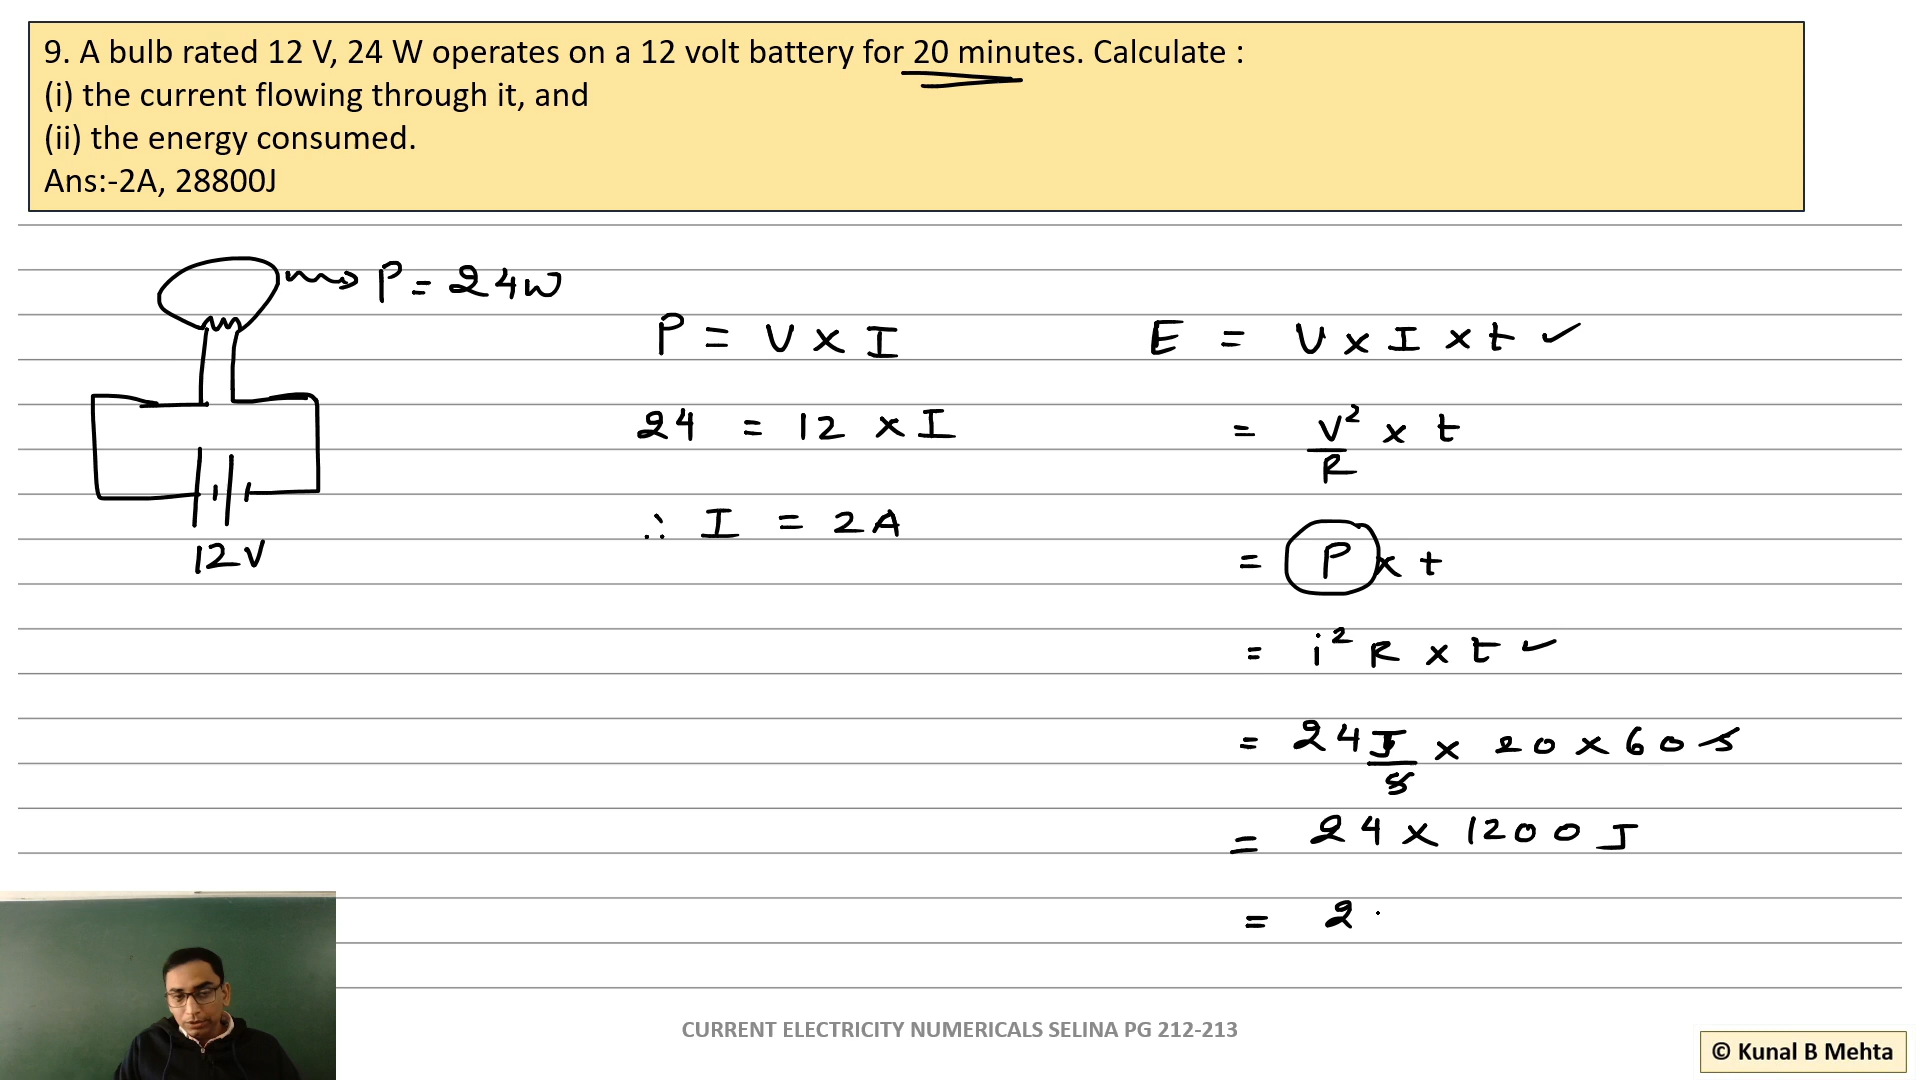 9. A bulb rated 12 V, 24 W operates on a 12 volt battery for 20 minutes. Calculate :
(i) the current flowing through it, and
(ii) the energy consumed.
Ans:-2A, 28800J
P = 24W
12V
P = V x I
24 = 12 x I
∴ I = 2A
E = V x I x t ✓
= V²/R x t
= P x t
= i² R x t ✓
= 24 J/s x 20 x 60 s
= 24 x 1200 J
= 2
CURRENT ELECTRICITY NUMERICALS SELINA PG 212-213
© Kunal B Mehta